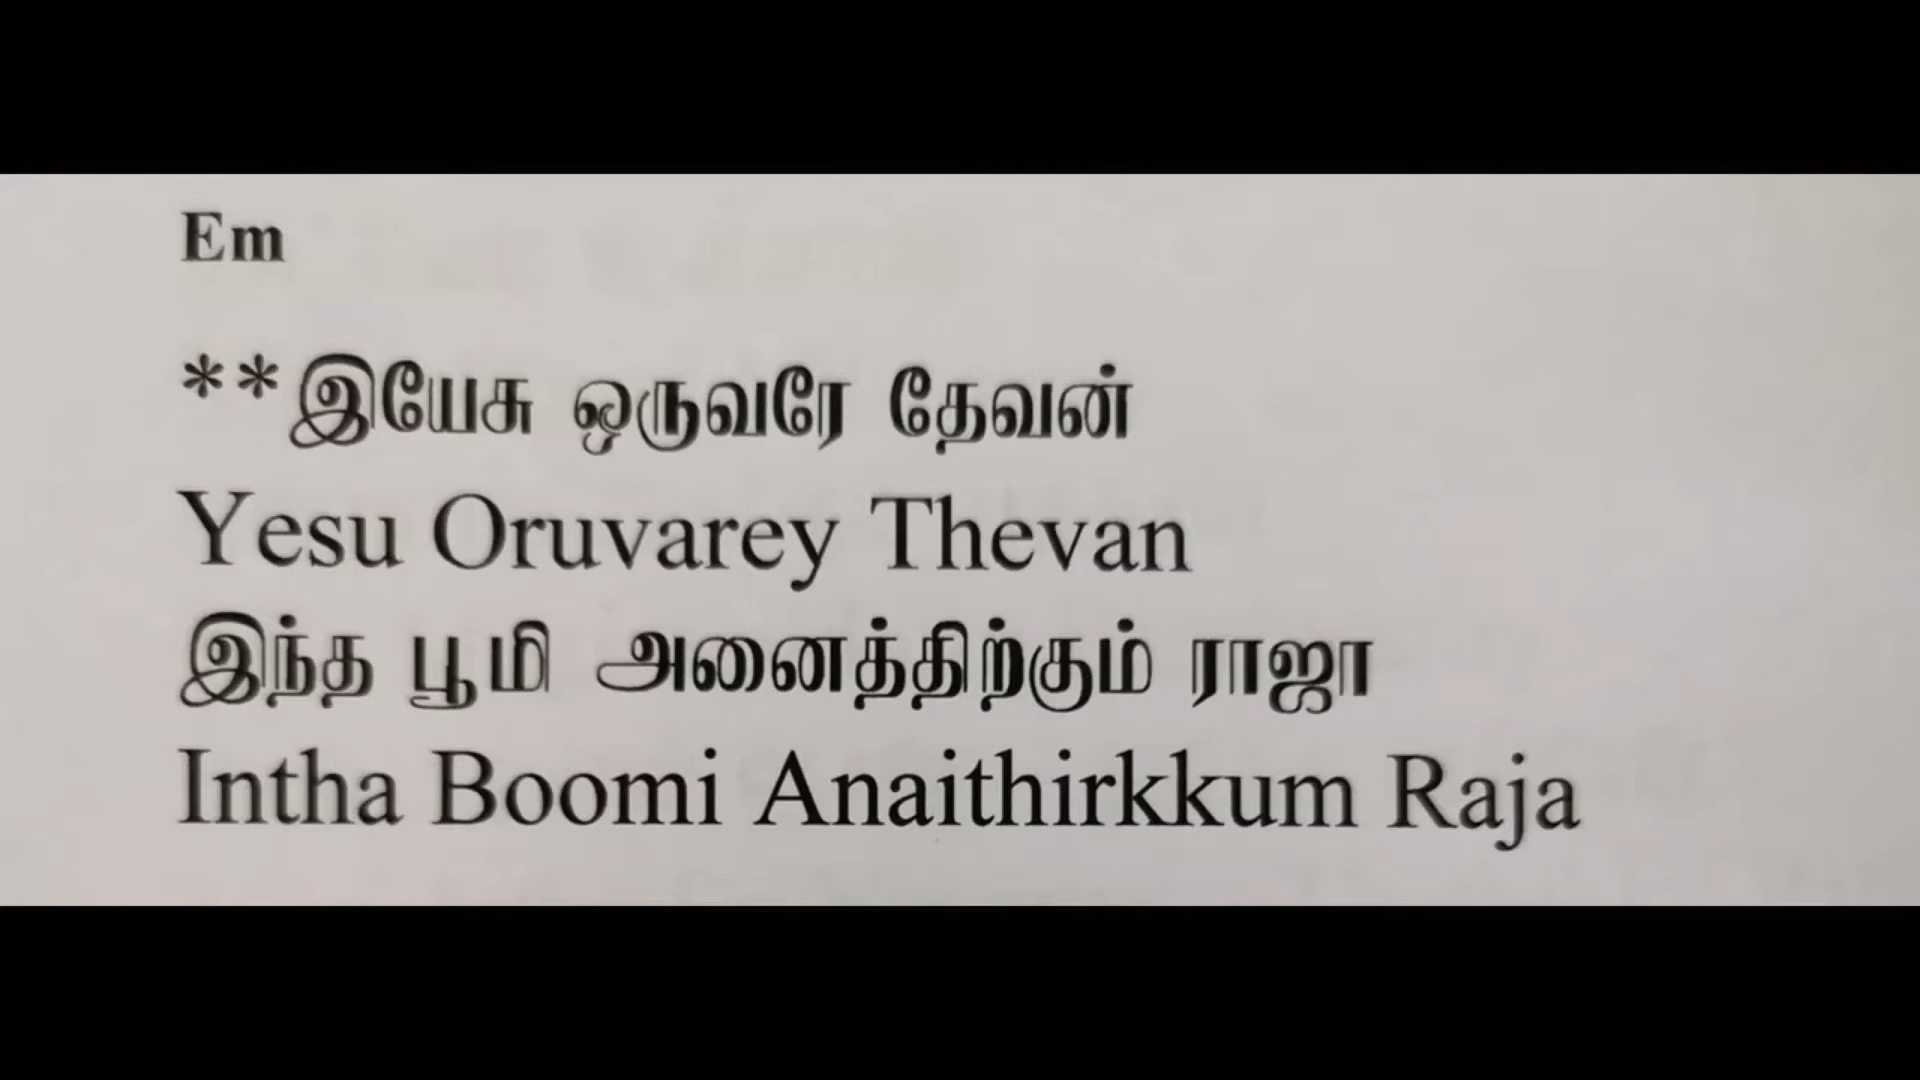 Em
**இயேசு ஒருவரே தேவன்
Yesu Oruvarey Thevan
இந்த பூமி அனைத்திற்கும் ராஜா
Intha Boomi Anaithirkkum Raja